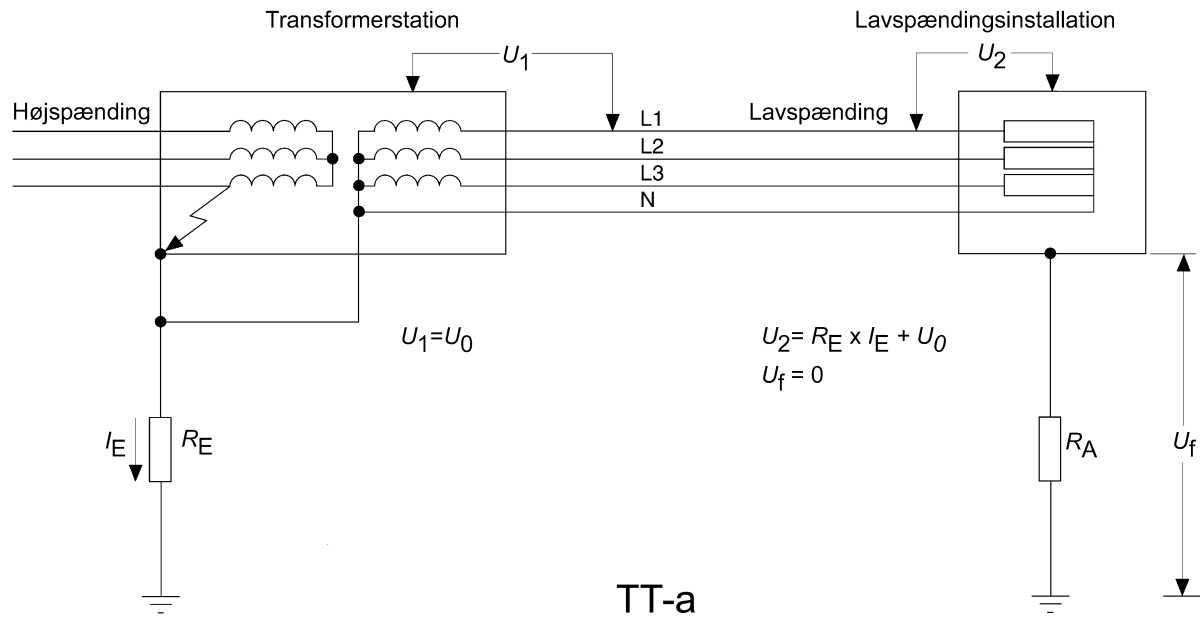 Transformerstation
Lavspændingsinstallation
U1
U2
Højspænding
L1
Lavspænding
L2
L3
N
U1=U0
U2= RE x IE + U0
Uf = 0
IE
RE
RA
Uf
TT-a